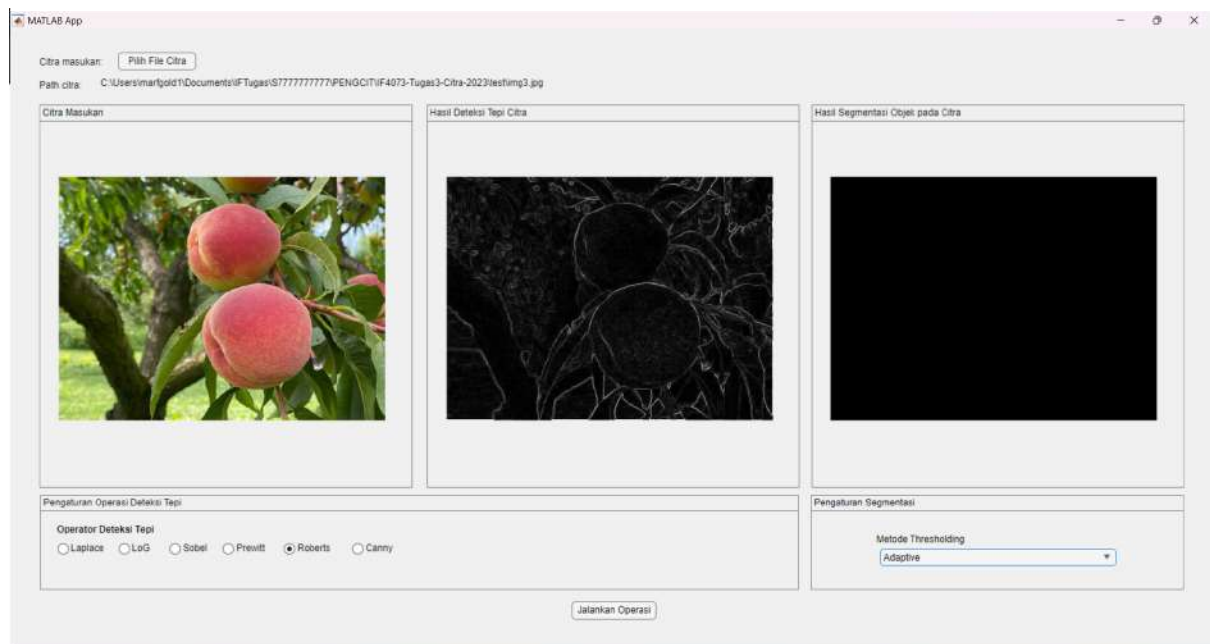 MATLAB App
Citra masukan: Pilih File Citra
Path citra: C:\Users\marfgold1\Documents\IFTugas\S7777777777\PENGCIT\IF4073-Tugas3-Citra-2023\test\img3.jpg
Citra Masukan
Hasil Deteksi Tepi Citra
Hasil Segmentasi Objek pada Citra
Pengaturan Operasi Deteksi Tepi
Pengaturan Segmentasi
Operator Deteksi Tepi
Laplace LoG Sobel Prewitt Roberts Canny
Metode Thresholding
Adaptive
Jalankan Operasi